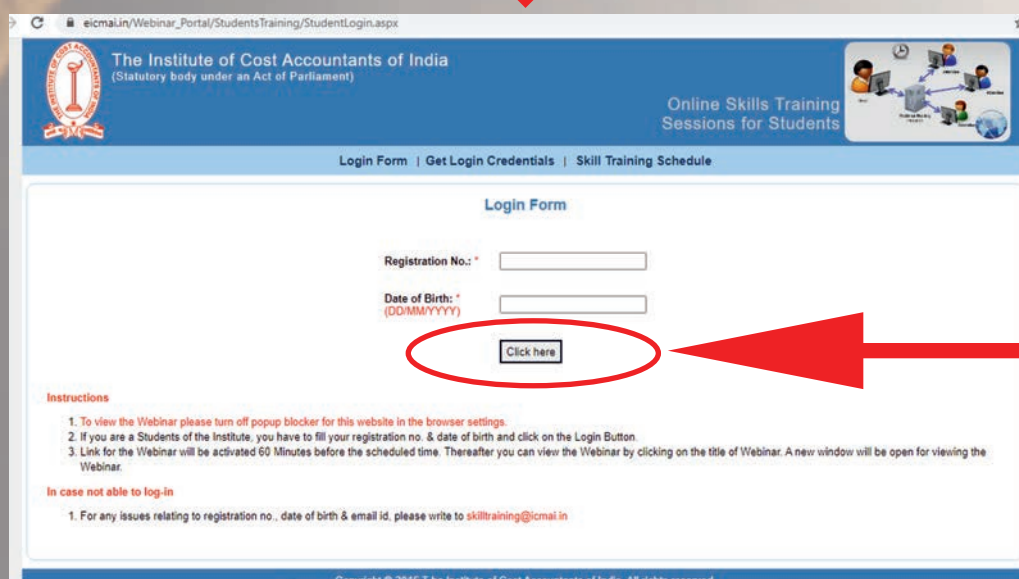 eicmai.in/Webinar_Portal/StudentsTraining/StudentLogin.aspx
The Institute of Cost Accountants of India
(Statutory body under an Act of Parliament)
Online Skills Training
Sessions for Students
Login Form | Get Login Credentials | Skill Training Schedule
Login Form
Registration No.: *
Date of Birth: *
(DD/MM/YYYY)
Click here
Instructions
1. To view the Webinar please turn off popup blocker for this website in the browser settings.
2. If you are a Students of the Institute, you have to fill your registration no. & date of birth and click on the Login Button.
3. Link for the Webinar will be activated 60 Minutes before the scheduled time. Thereafter you can view the Webinar by clicking on the title of Webinar. A new window will be open for viewing the
Webinar.
In case not able to log-in
1. For any issues relating to registration no., date of birth & email id, please write to skilltraining@icmai.in